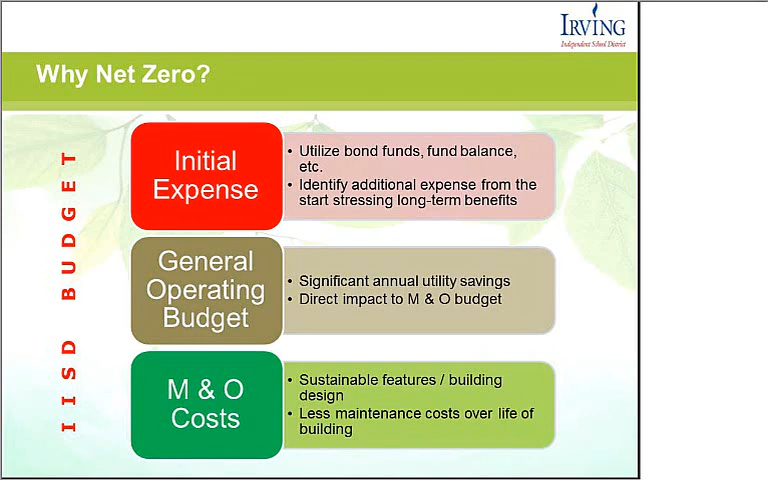 IRVING
Independent School District
Why Net Zero?
IISD BUDGET
Initial
Expense
• Utilize bond funds, fund balance,
etc.
• Identify additional expense from the
start stressing long-term benefits
General
Operating
Budget
• Significant annual utility savings
• Direct impact to M & O budget
M & O
Costs
• Sustainable features / building
design
• Less maintenance costs over life of
building